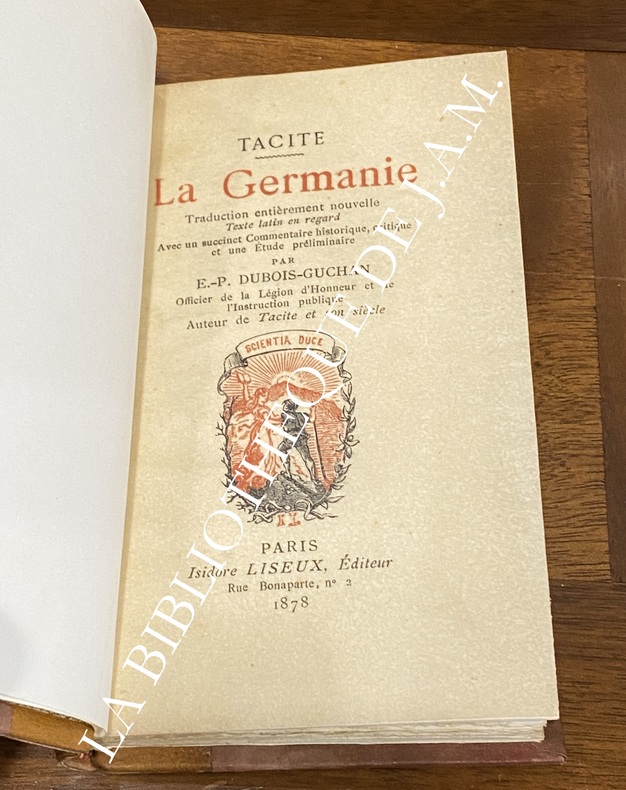 TACITE
La Germanie
Traduction entièrement nouvelle
Texte latin en regard
Avec un succinct Commentaire historique, critique
et une Étude préliminaire
PAR
E.-P. DUBOIS-GUCHAN
Officier de la Légion d'Honneur et de
l'Instruction publique
Auteur de Tacite et son siècle
SCIENTIA DUCE
PARIS
Isidore LISEUX, Éditeur
Rue Bonaparte, nº 2
1878
LA BIBLIOTHEQUE DE J.A.M.